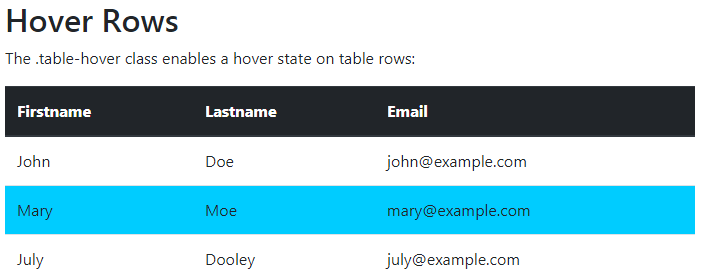 Hover Rows
The .table-hover class enables a hover state on table rows:
Firstname Lastname Email
John Doe john@example.com
Mary Moe mary@example.com
July Dooley july@example.com